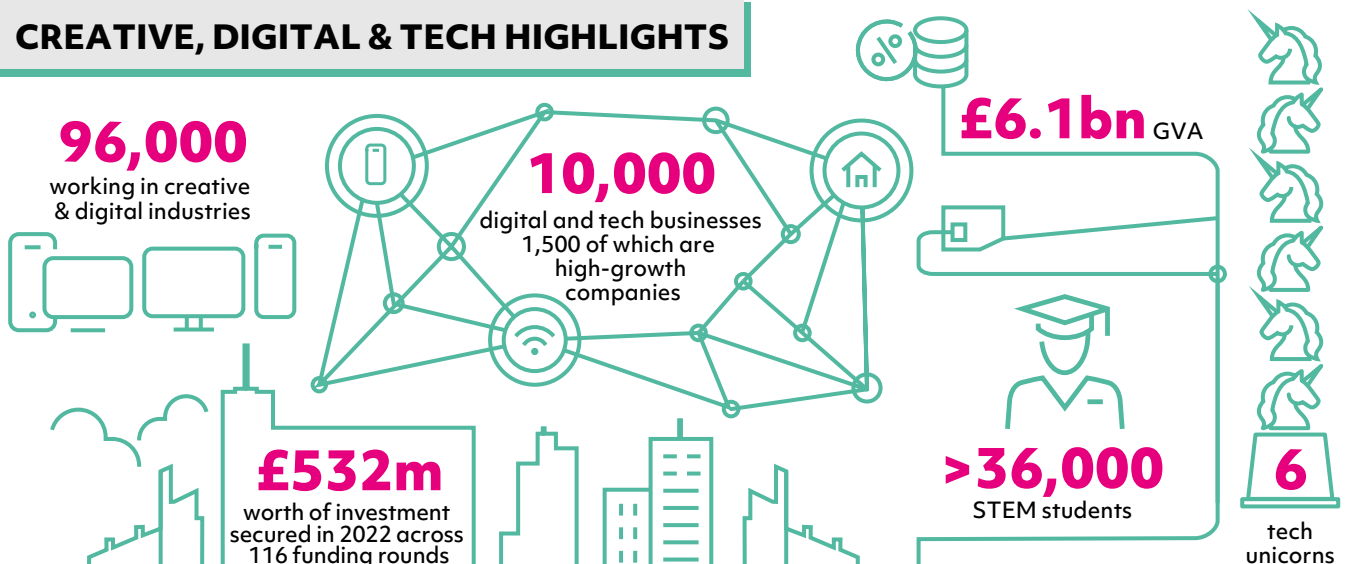 CREATIVE, DIGITAL & TECH HIGHLIGHTS
96,000
working in creative
& digital industries
10,000
digital and tech businesses
1,500 of which are
high-growth
companies
£6.1bn GVA
£532m
worth of investment
secured in 2022 across
116 funding rounds
>36,000
STEM students
6
tech
unicorns